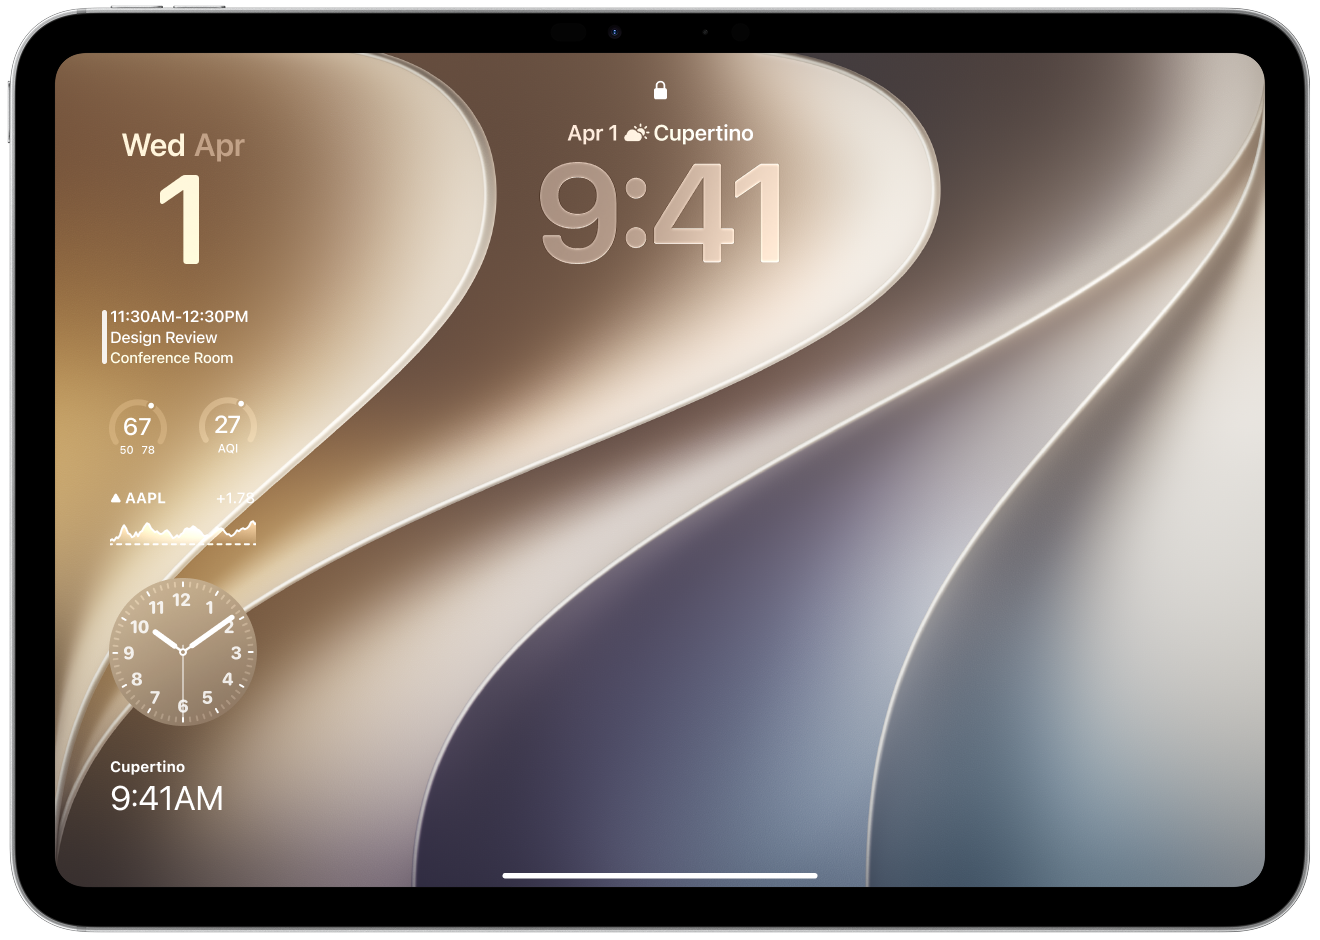 Apr 1 Cupertino
9:41
Wed Apr
1
11:30AM-12:30PM
Design Review
Conference Room
67
50 78
27
AQI
AAPL +1.78
12
1
2
3
4
5
6
7
8
9
10
11
Cupertino
9:41AM